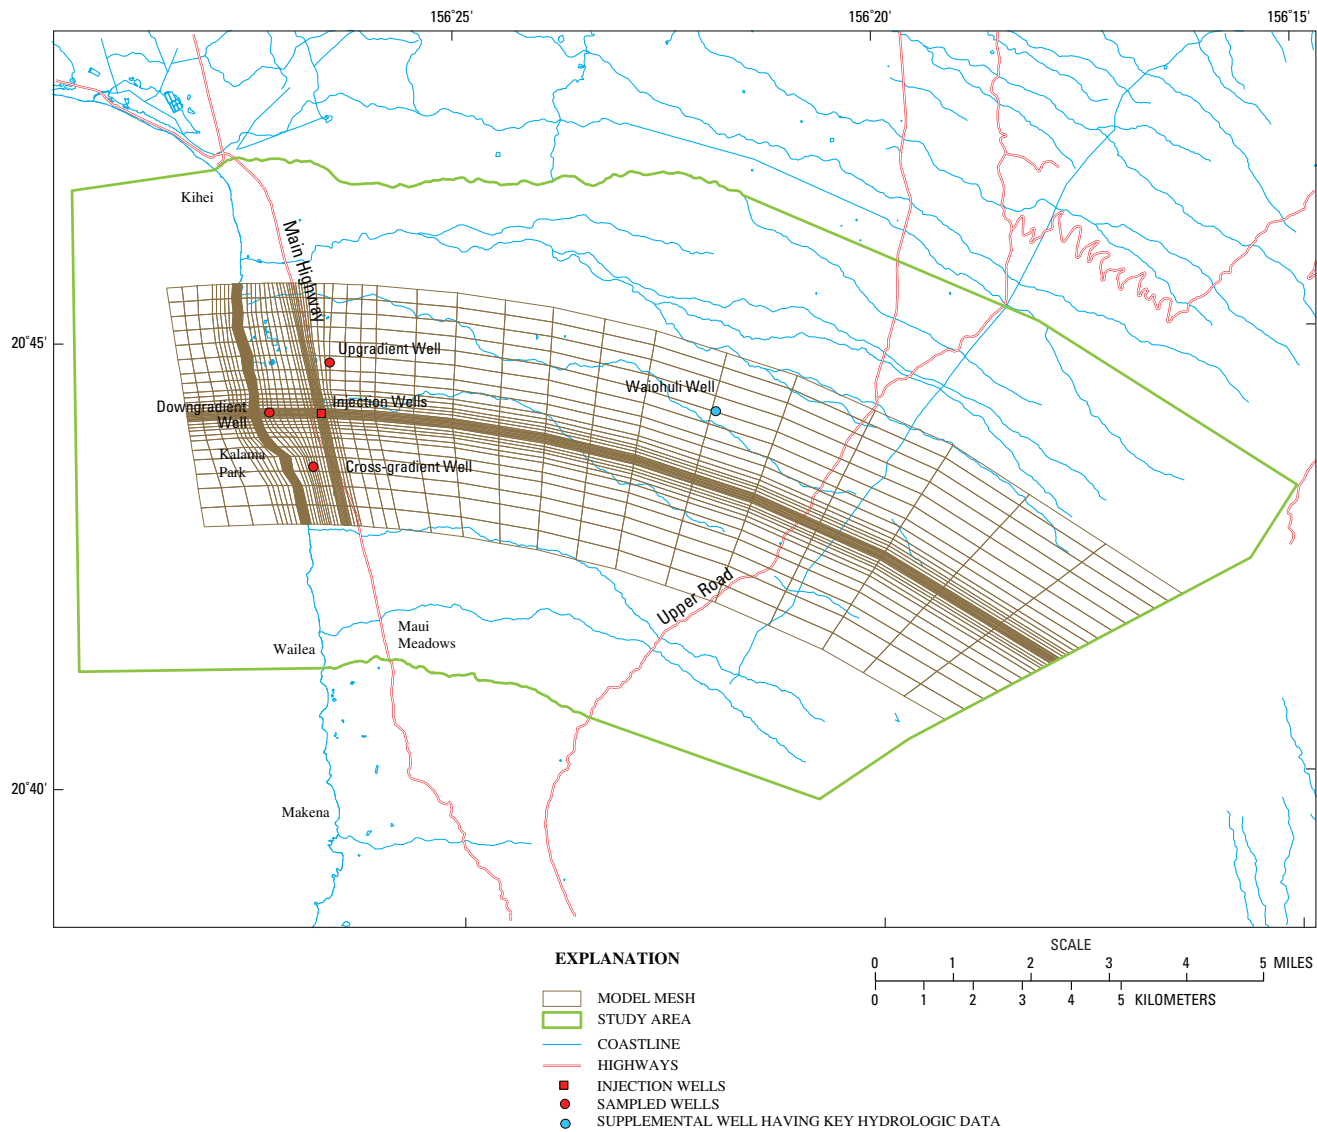 156°25'
156°20'
156°15'
Kihei
Main Highway
20°45'
Upgradient Well
Waiohuli Well
Downgradient
Well
Injection Wells
Kalama
Park
Cross-gradient Well
Upper Road
Maui
Meadows
Wailea
20°40'
Makena
EXPLANATION
MODEL MESH
STUDY AREA
COASTLINE
HIGHWAYS
INJECTION WELLS
SAMPLED WELLS
SUPPLEMENTAL WELL HAVING KEY HYDROLOGIC DATA
SCALE
0 1 2 3 4 5 MILES
0 1 2 3 4 5 KILOMETERS